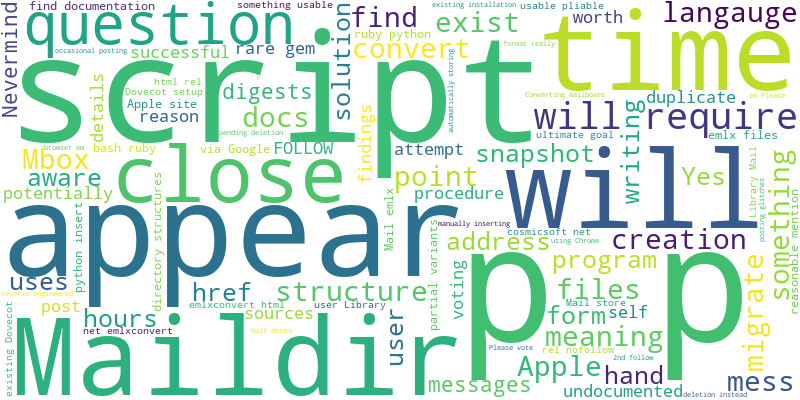 find documentation
something usable
existing installation
usable pliable
Nevermind
question
find
exist
langauge
occasional posting
successful
rare gem
ruby python
format really
worth
script
time
convert
solution
html rel
Dovecot setup
digests
Converting mailboxes
em Please
details
Apple site
reason
docs
automatically storing
will
require
duplicate
browser em
pending deletion
findings
ultimate goal
emlx files
Mbox
bash ruby
via Google
FOLLOW
attempt
snapshot
writing
something
aware
close
point
Yes
potentially
procedure
Library Mail
posting glitches
reasonable mention
appear
will
manually inserting
python insert
directory structures
Mail emlx
partial variants
cosmicsoft net
using Chrome
address
creation
uses
href
structure
voting
program
migrate
reverse engineered
post
emlxconvert html
user Library
files
Mail store
hours
sources
form
self
meaning
p p
existing Dovecot
net emlxconvert
half dozen
user
Please vote
rel nofollow
Apple
2nd follow
hand
mess
Maildir
messages
undocumented
deletion instead